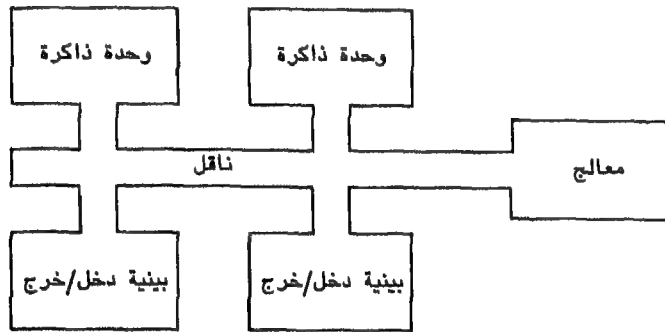 وحدة ذاكرة
وحدة ذاكرة
ناقل
معالج
بينية دخل/خرج
بينية دخل/خرج